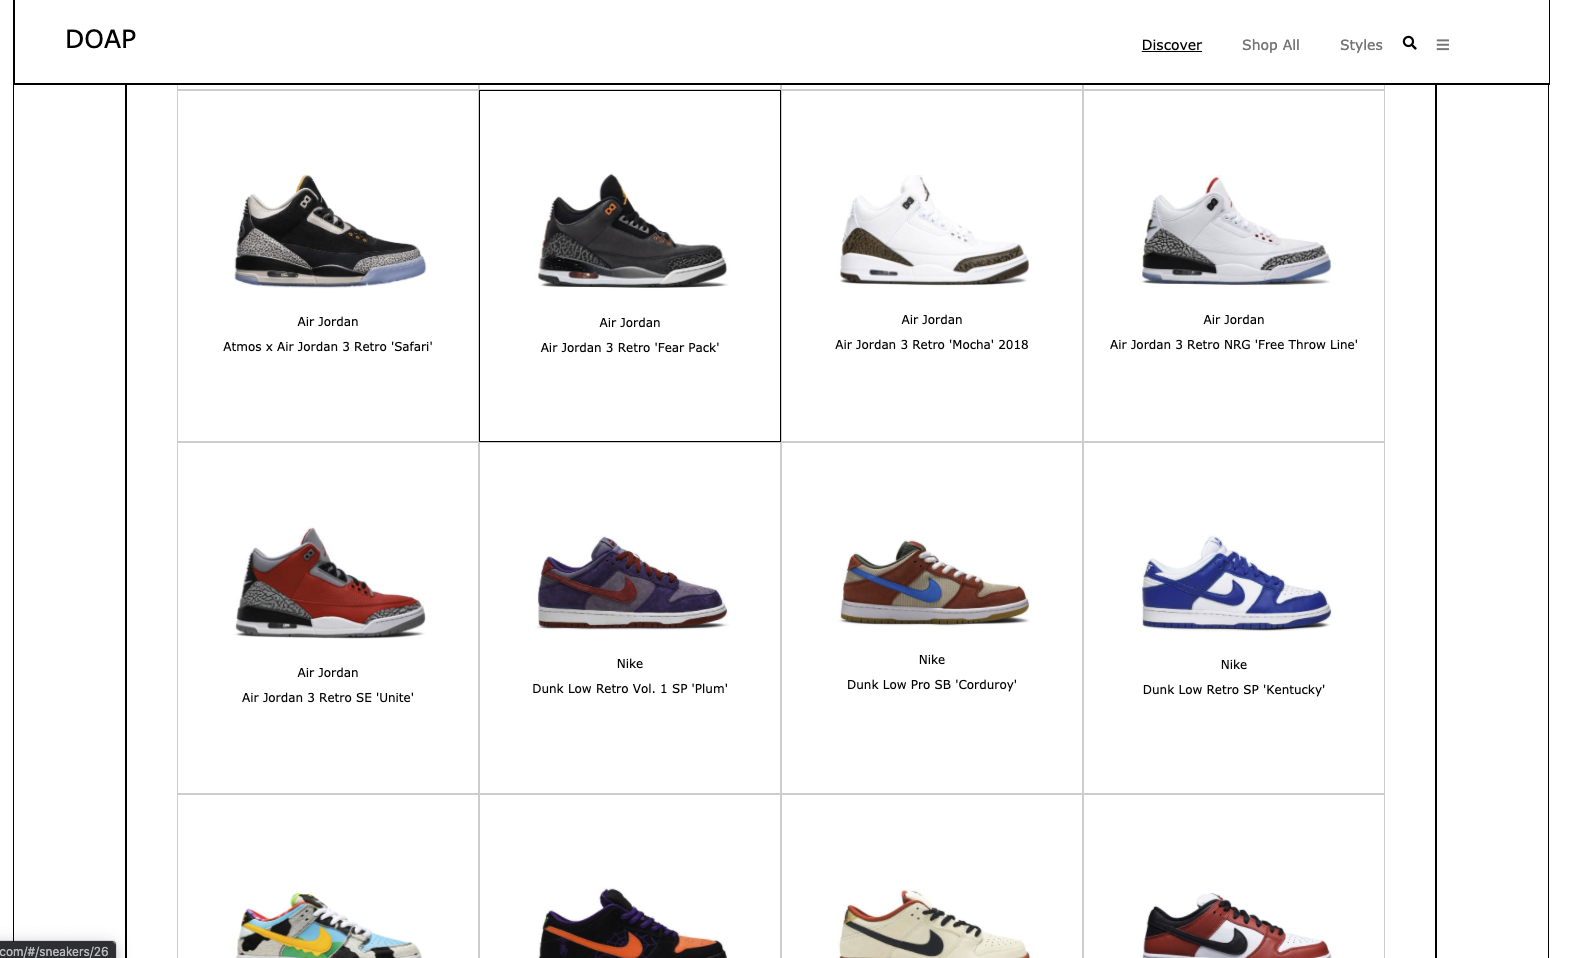 DOAP
Discover
Shop All
Styles
Air Jordan
Atmos x Air Jordan 3 Retro 'Safari'
Air Jordan
Air Jordan 3 Retro 'Fear Pack'
Air Jordan
Air Jordan 3 Retro 'Mocha' 2018
Air Jordan
Air Jordan 3 Retro NRG 'Free Throw Line'
Air Jordan
Air Jordan 3 Retro SE 'Unite'
Nike
Dunk Low Retro Vol. 1 SP 'Plum'
Nike
Dunk Low Pro SB 'Corduroy'
Nike
Dunk Low Retro SP 'Kentucky'
com/#/sneakers/26